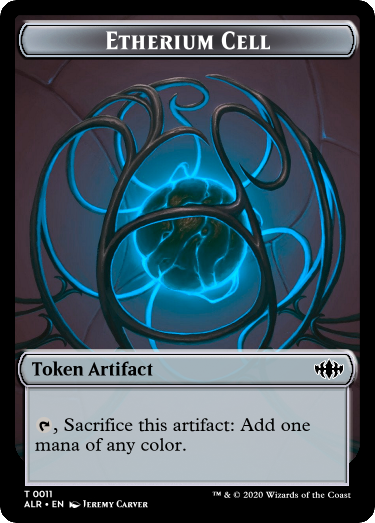 Etherium Cell
Token Artifact
, Sacrifice this artifact: Add one
mana of any color.
T 0011
ALR • EN Jeremy Carver
™ & © 2020 Wizards of the Coast